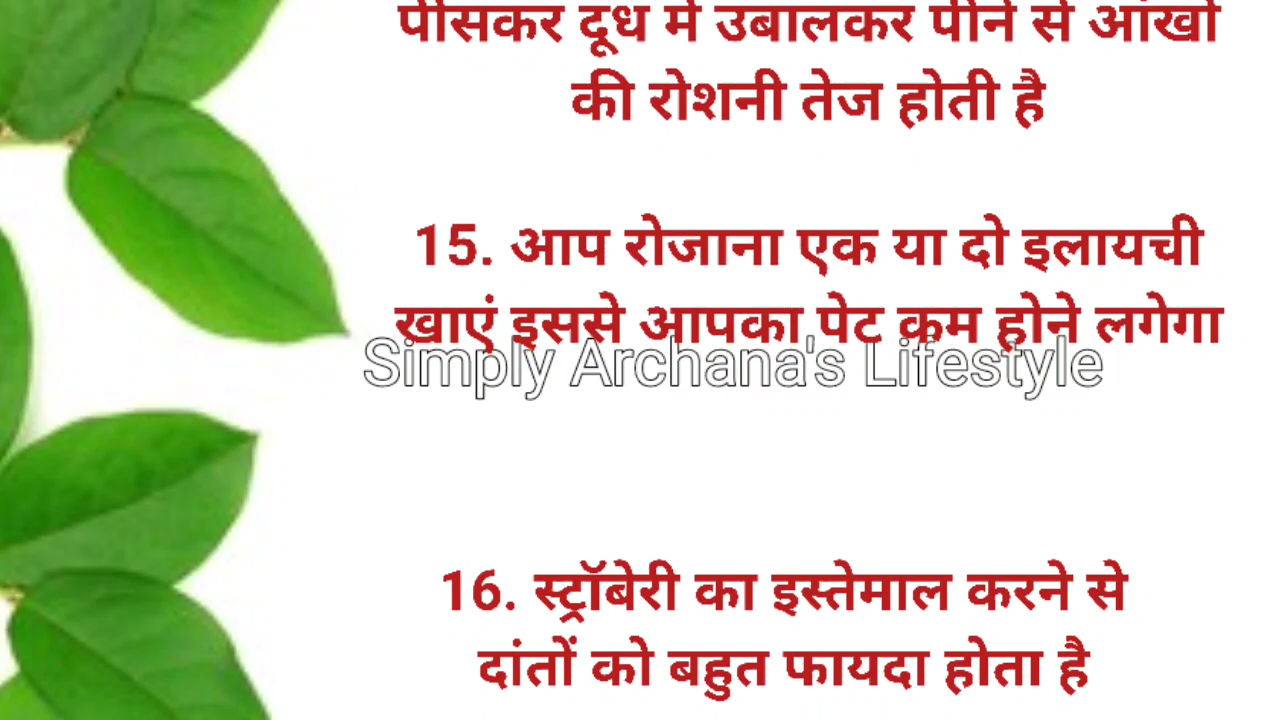 पीसकर दूध में उबालकर पीने से आंखों
की रोशनी तेज होती है
15. आप रोजाना एक या दो इलायची
खाएं इससे आपका पेट कम होने लगेगा
Simply Archana's Lifestyle
16. स्ट्रॉबेरी का इस्तेमाल करने से
दांतों को बहुत फायदा होता है